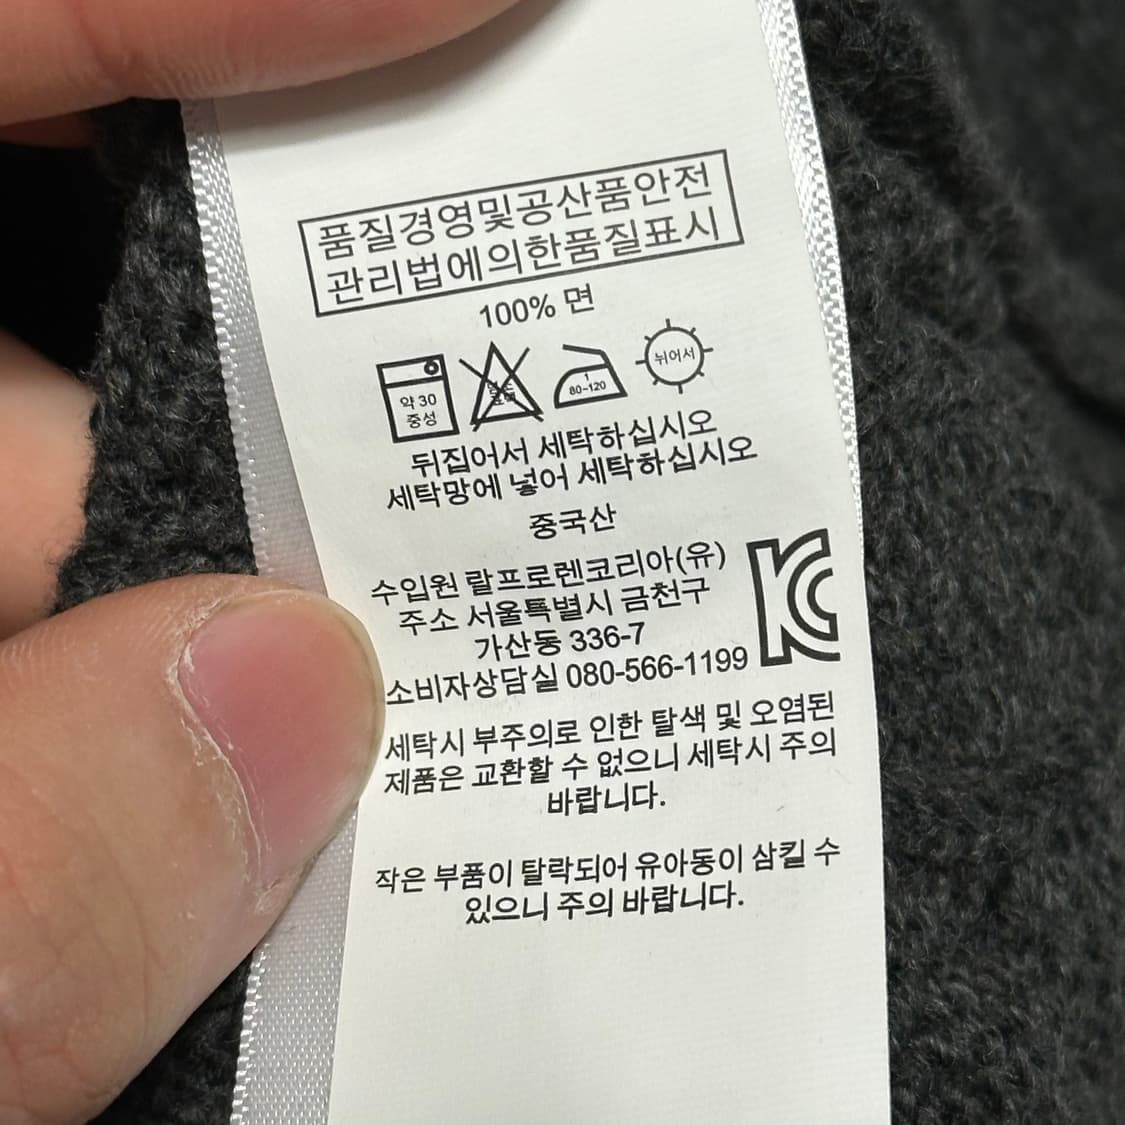 품질경영및공산품안전
관리법에의한품질표시
100% 면
약 30
중성
염소
표백
1
80~120
뉘어서
뒤집어서 세탁하십시오
세탁망에 넣어 세탁하십시오
중국산
수입원 랄프로렌코리아(유)
주소 서울특별시 금천구
가산동 336-7
소비자상담실 080-566-1199
세탁시 부주의로 인한 탈색 및 오염된
제품은 교환할 수 없으니 세탁시 주의
바랍니다.
작은 부품이 탈락되어 유아동이 삼킬 수
있으니 주의 바랍니다.